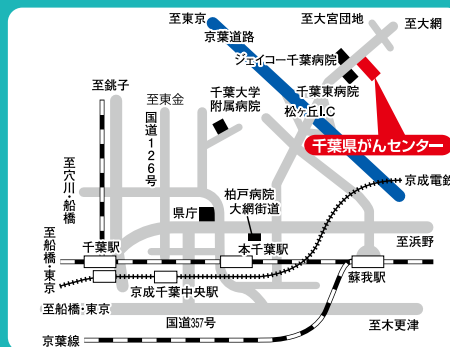 至東京
至大宮団地
至大網
京葉道路
ジェイコー千葉病院
至銚子
至東金
千葉大学
附属病院
千葉東病院
松ヶ丘I.C
国道126号
千葉県がんセンター
至穴川・船橋
京成電鉄
柏戸病院
大網街道
県庁
至船橋・東京
千葉駅
本千葉駅
至浜野
蘇我駅
京成千葉中央駅
至船橋・東京
国道357号
至木更津
京葉線